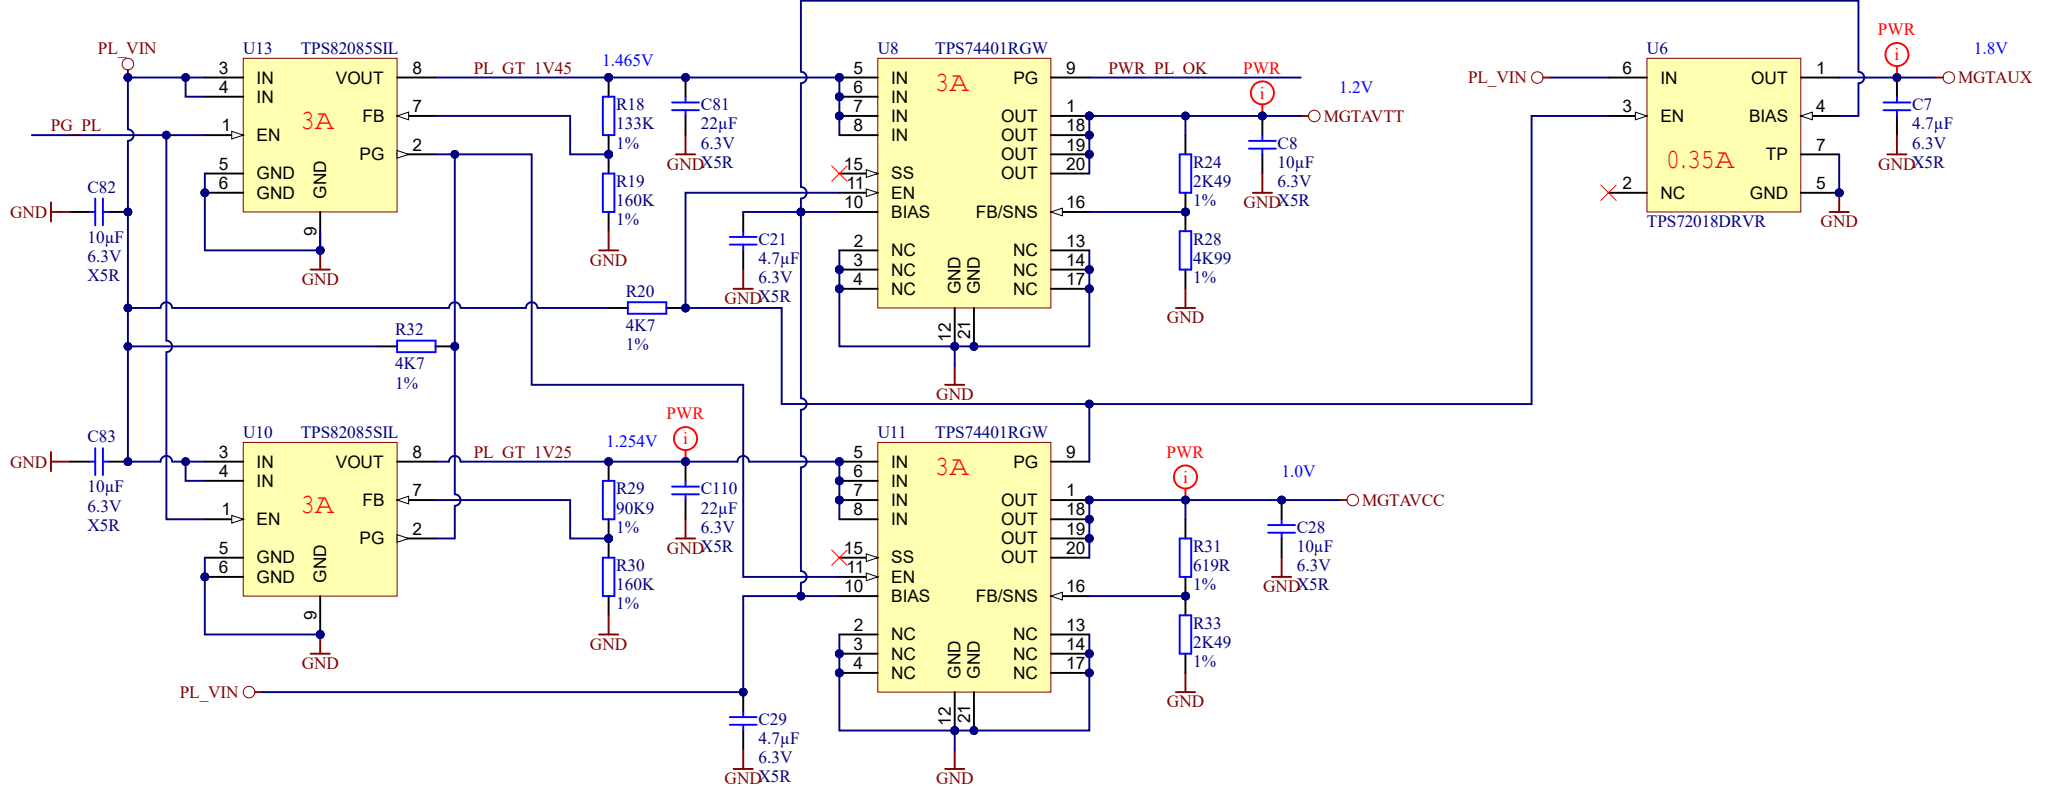 PL_VIN
PG_PL
U13 TPS82085SIL
3 IN
4 IN
1 EN
5 GND
6 GND
GND
9
VOUT 8
FB 7
PG 2
3A
GND
C82
10µF
6.3V
X5R
GND
PL_GT_1V45
1.465V
R18
133K
1%
R19
160K
1%
GND
C81
22µF
6.3V
X5R
GND
R20
4K7
1%
R32
4K7
1%
C21
4.7µF
6.3V
X5R
GND
U8 TPS74401RGW
3A
5 IN
6 IN
7 IN
8 IN
15 SS
11 EN
10 BIAS
2 NC
3 NC
4 NC
GND
GND
12
21
PG 9
OUT 1
OUT 18
OUT 19
OUT 20
FB/SNS 16
NC 13
NC 14
NC 17
GND
PWR_PL_OK
PWR
i
1.2V
MGTAVTT
R24
2K49
1%
R28
4K99
1%
GND
C8
10µF
6.3V
X5R
GND
PL_VIN
U6
6 IN
3 EN
2 NC
0.35A
OUT 1
BIAS 4
TP 7
GND 5
TPS72018DRVR
GND
PWR
i
1.8V
MGTAUX
C7
4.7µF
6.3V
X5R
GND
C83
10µF
6.3V
X5R
GND
U10 TPS82085SIL
3 IN
4 IN
1 EN
5 GND
6 GND
GND
9
VOUT 8
FB 7
PG 2
3A
GND
PL_GT_1V25
1.254V
PWR
i
R29
90K9
1%
R30
160K
1%
GND
C110
22µF
6.3V
X5R
GND
PL_VIN
C29
4.7µF
6.3V
X5R
GND
U11 TPS74401RGW
3A
5 IN
6 IN
7 IN
8 IN
15 SS
11 EN
10 BIAS
2 NC
3 NC
4 NC
GND
GND
12
21
PG 9
OUT 1
OUT 18
OUT 19
OUT 20
FB/SNS 16
NC 13
NC 14
NC 17
GND
PWR
i
1.0V
MGTAVCC
R31
619R
1%
R33
2K49
1%
GND
C28
10µF
6.3V
X5R
GND